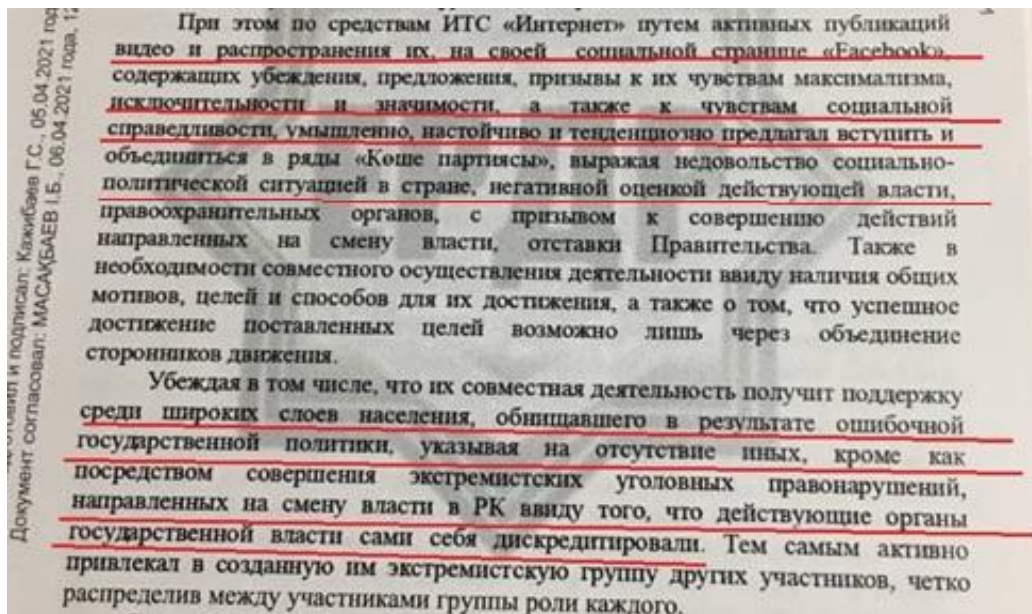 При этом по средствам ИТС «Интернет» путем активных публикаций
видео и распространения их, на своей социальной странице «Facebook»,
содержащих убеждения, предложения, призывы к их чувствам максимализма,
исключительности и значимости, а также к чувствам социальной
справедливости, умышленно, настойчиво и тенденциозно предлагал вступить и
объединиться в ряды «Коше партиясы», выражая недовольство социально-
политической ситуацией в стране, негативной оценкой действующей власти,
правоохранительных органов, с призывом к совершению действий
направленных на смену власти, отставки Правительства. Также в
необходимости совместного осуществления деятельности ввиду наличия общих
мотивов, целей и способов для их достижения, а также о том, что успешное
достижение поставленных целей возможно лишь через объединение
сторонников движения.
Убеждая в том числе, что их совместная деятельность получит поддержку
среди широких слоев населения, обнищавшего в результате ошибочной
государственной политики, указывая на отсутствие иных, кроме как
посредством совершения экстремистских уголовных правонарушений,
направленных на смену власти в РК ввиду того, что действующие органы
государственной власти сами себя дискредитировали. Тем самым активно
привлекал в созданную им экстремистскую группу других участников, четко
распределив между участниками группы роли каждого.
и подписал: Кажибаев Г.С., 05.04.2021 год
Документ согласовал: МАСАҚБАЕВ І.Б., 06.04.2021 года, 12
ЕРДР